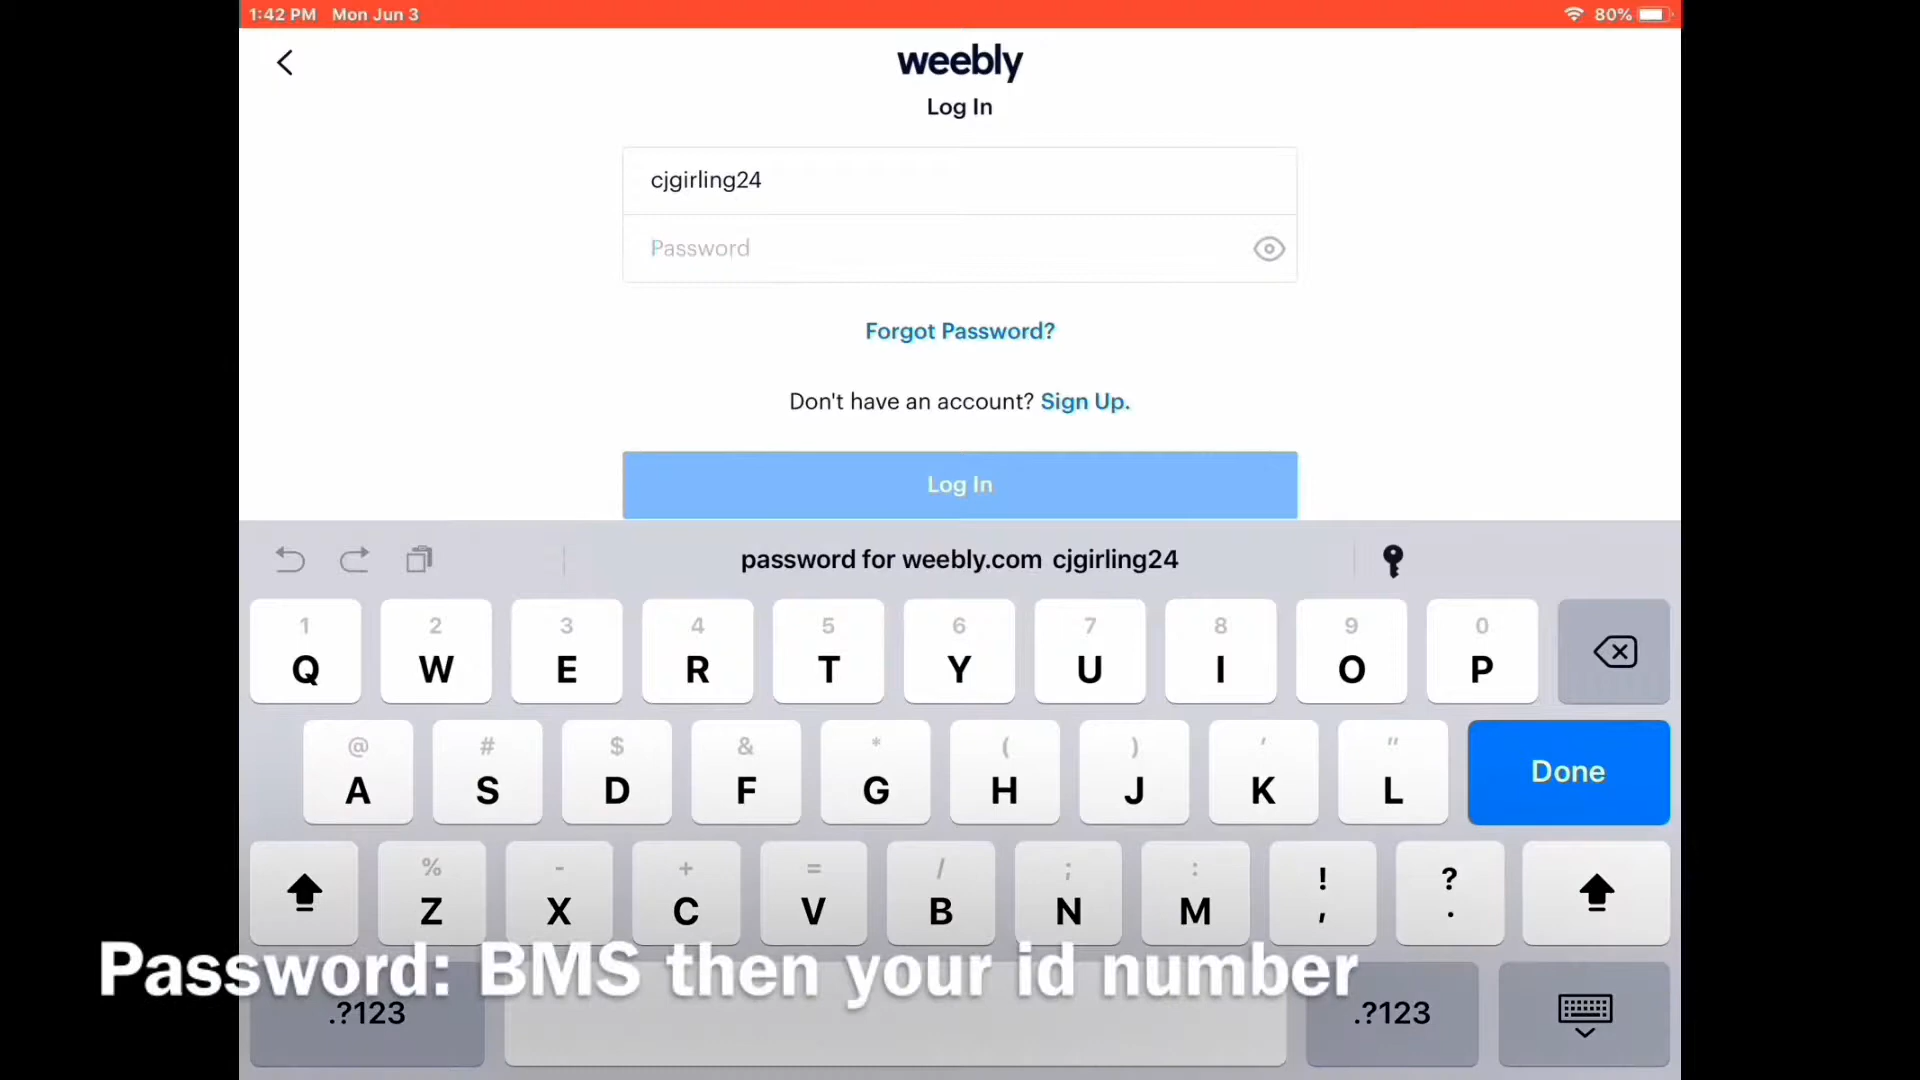 1:42 PM Mon Jun 3 80%
weebly
Log In
cjgirling24
Password
Forgot Password?
Don't have an account? Sign Up.
Log In
password for weebly.com cjgirling24
1 2 3 4 5 6 7 8 9 0
Q W E R T Y U I O P
@ # $ & * ( ) ' "
A S D F G H J K L Done
% - + = / ; : ! ?
Z X C V B N M , .
Password: BMS then your id number
.?123 .?123